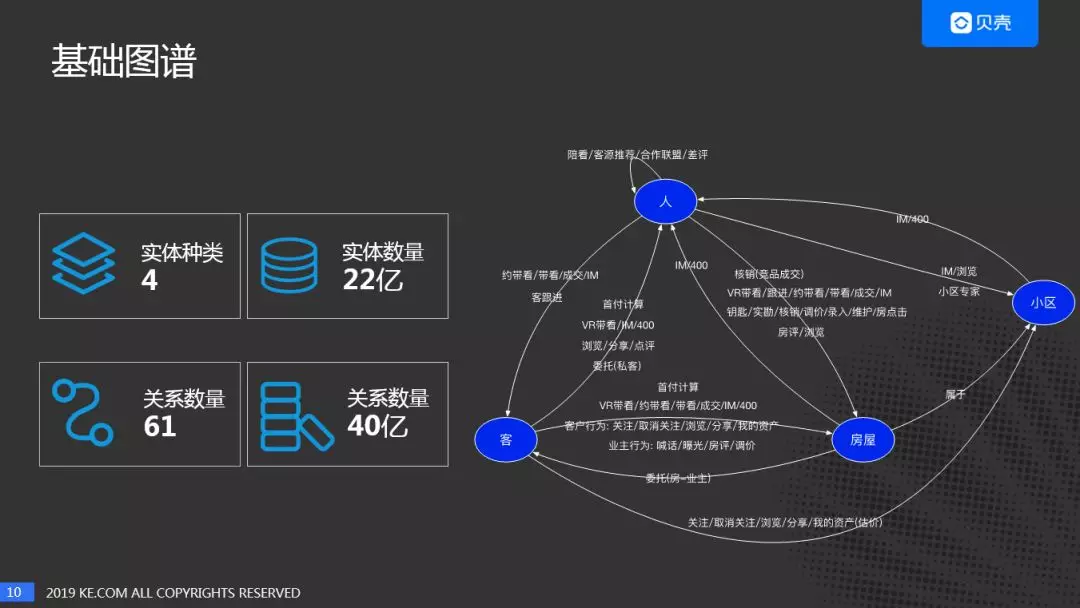 贝壳
基础图谱
实体种类
4
实体数量
22亿
关系数量
61
关系数量
40亿
陪看/客源推荐/合作联盟/差评
人
IM/400
约带看/带看/成交/IM
客跟进
IM/400
核销(竞品成交)
VR带看/跟进/约带看/带看/成交/IM
钥匙/实勘/核销/调价/录入/维护/房点击
房评/浏览
IM/浏览
小区专家
小区
首付计算
VR带看/IM/400
浏览/分享/点评
委托(私客)
首付计算
VR带看/约带看/带看/成交/IM/400
客户行为: 关注/取消关注/浏览/分享/我的资产
业主行为: 喊话/曝光/房评/调价
属于
客
房屋
委托(房-业主)
关注/取消关注/浏览/分享/我的资产(估价)
10
2019 KE.COM ALL COPYRIGHTS RESERVED